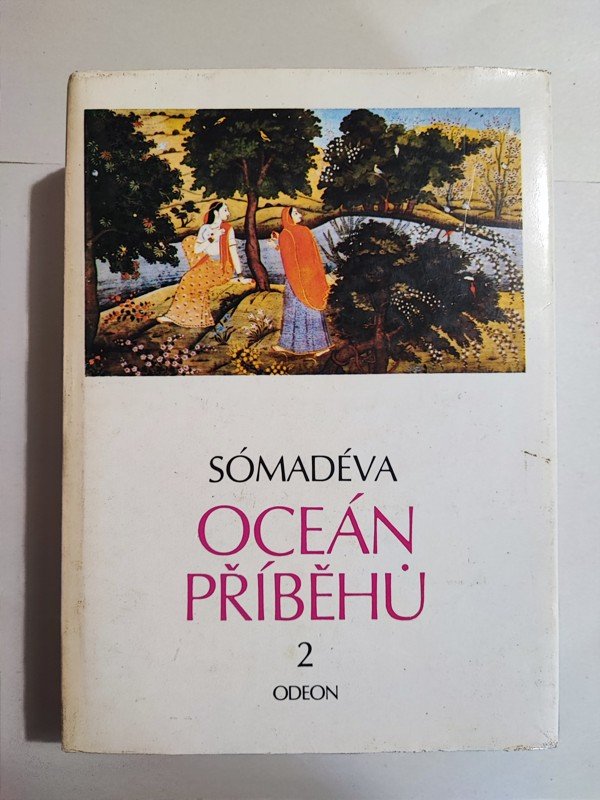 SÓMADÉVA
OCEÁN
PŘÍBĚHŮ
2
ODEON